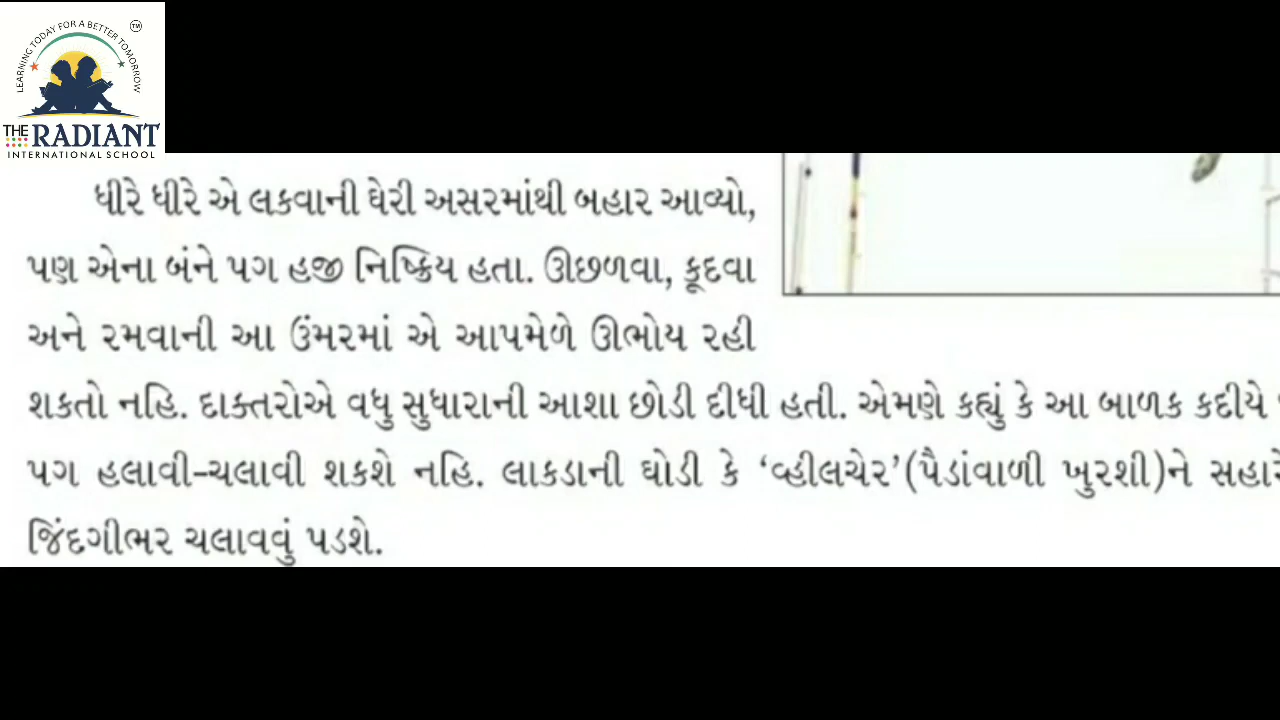 LEARNING TODAY FOR A BETTER TOMORROW
TM
THE RADIANT
INTERNATIONAL SCHOOL
ધીરે ધીરે એ લકવાની ઘેરી અસરમાંથી બહાર આવ્યો,
પણ એના બંને પગ હજી નિષ્ક્રિય હતા. ઊછળવા, કૂદવા
અને રમવાની આ ઉંમરમાં એ આપમેળે ઊભોય રહી
શકતો નહિ. દાક્તરોએ વધુ સુધારાની આશા છોડી દીધી હતી. એમણે કહ્યું કે આ બાળક કદીયે
પગ હલાવી-ચલાવી શકશે નહિ. લાકડાની ઘોડી કે ‘વ્હીલચેર’(પૈડાંવાળી ખુરશી)ને સહારે
જિંદગીભર ચલાવવું પડશે.